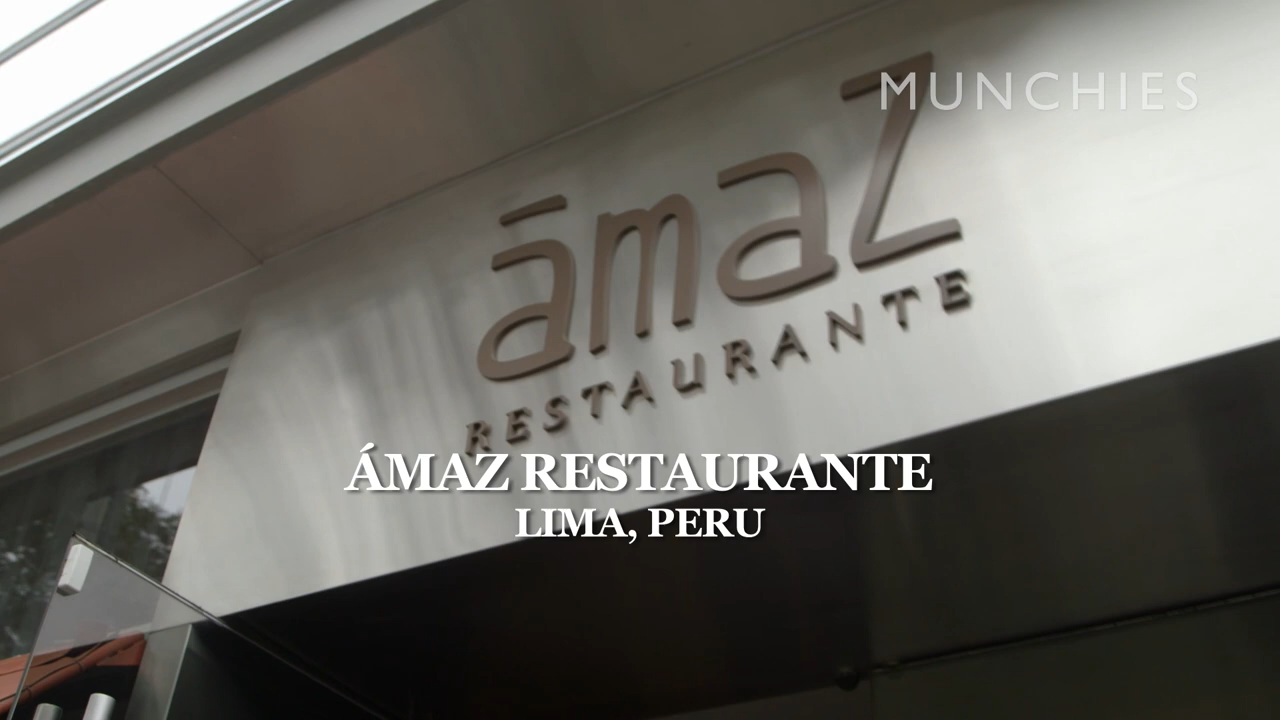 MUNCHIES
āmaz
RESTAURANTE
ÁMAZ RESTAURANTE
LIMA, PERU